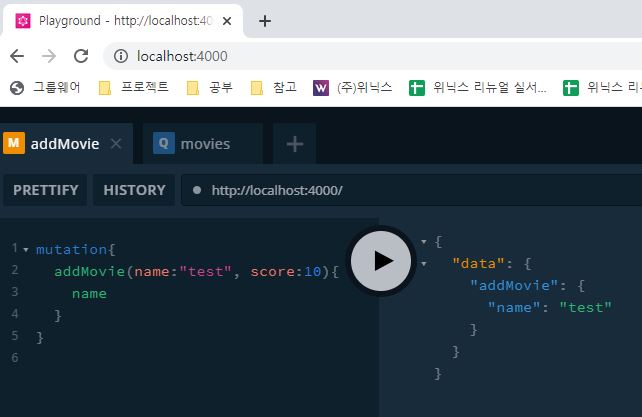 Playground - http://localhost:40
localhost:4000
그룹웨어 프로젝트 공부 참고 W (주)위닉스 위닉스 리뉴얼 실서... 위닉스 리
M addMovie Q movies
PRETTIFY HISTORY http://localhost:4000/
1 mutation{
2 addMovie(name:"test", score:10){
3 name
4 }
5 }
6
{
"data": {
"addMovie": {
"name": "test"
}
}
}